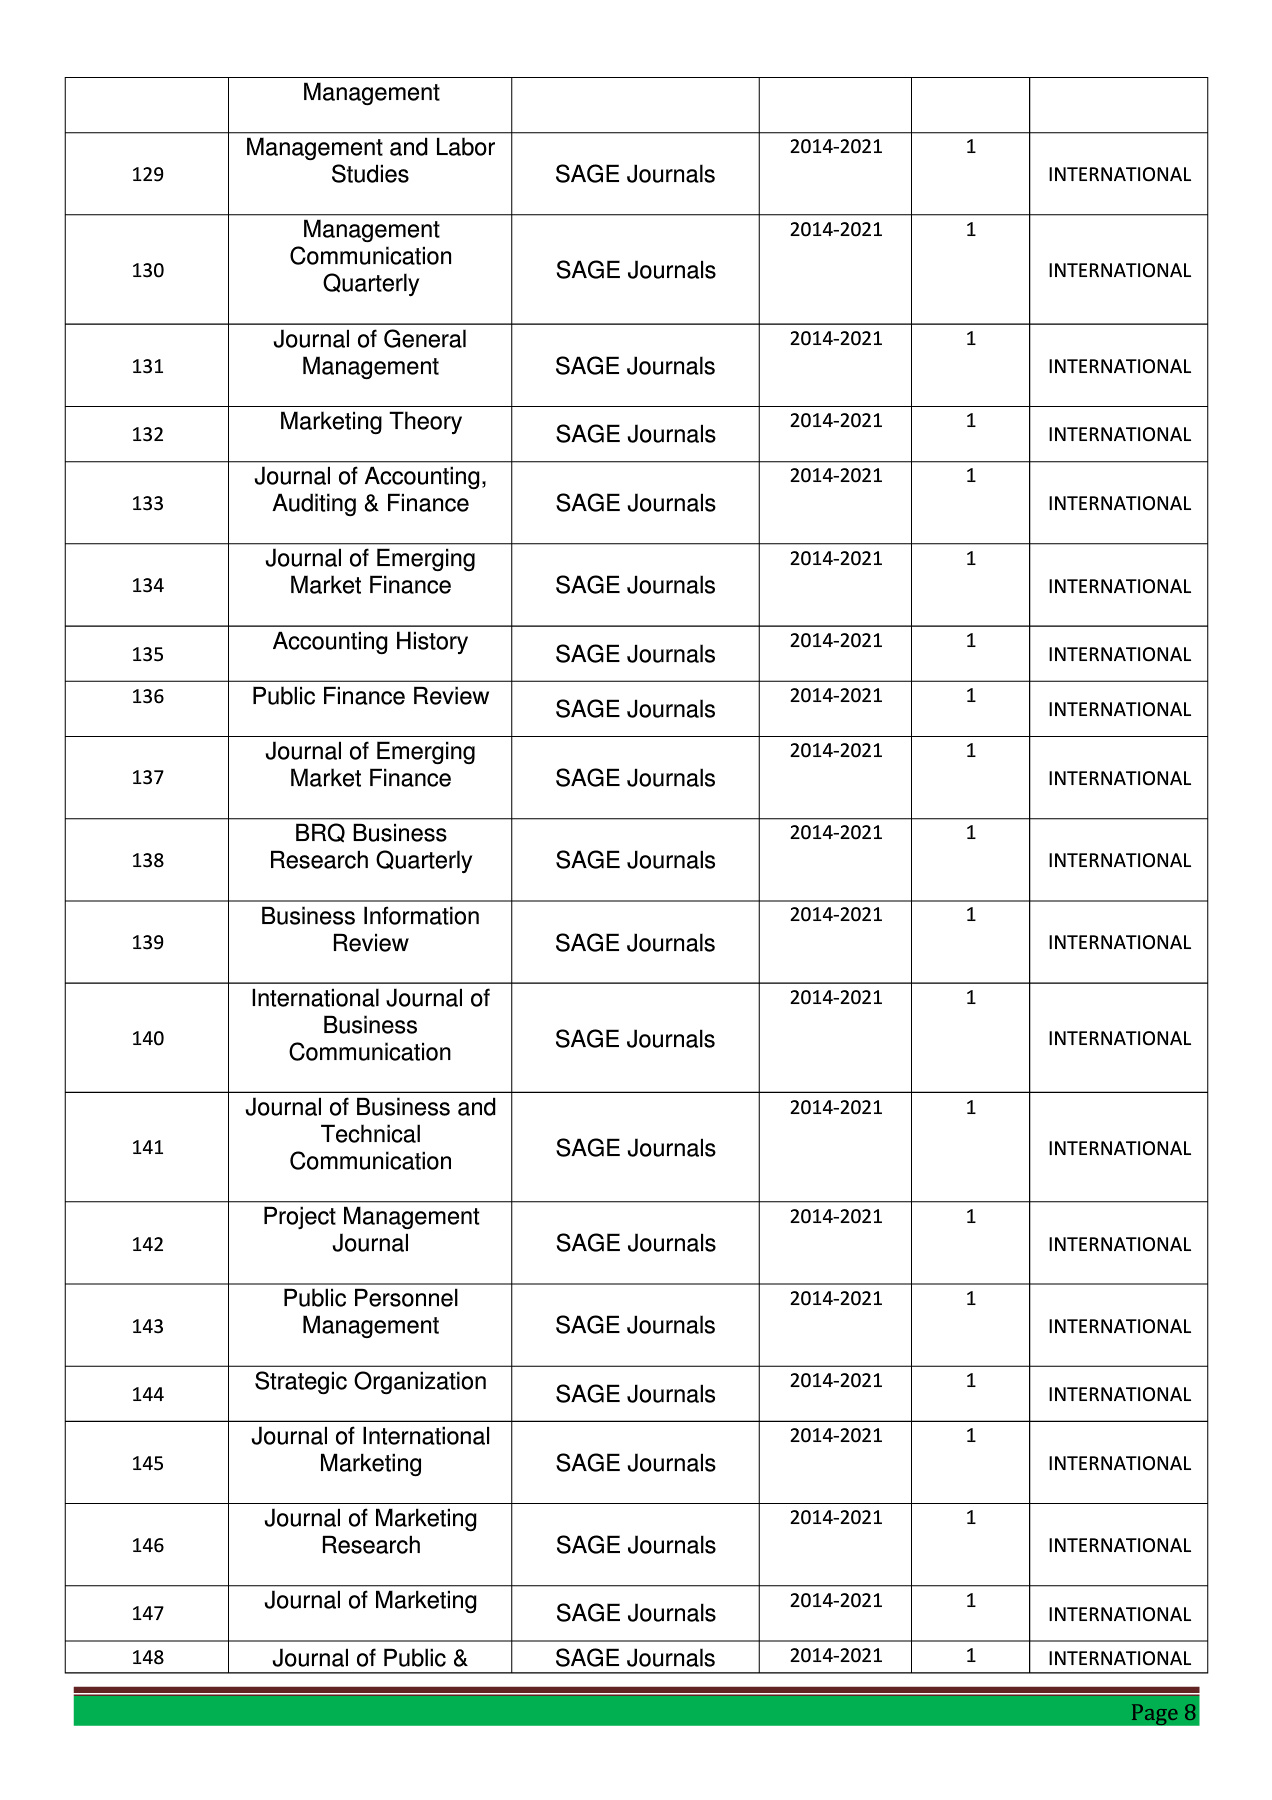 Management
129 Management and Labor Studies SAGE Journals 2014-2021 1 INTERNATIONAL
130 Management Communication Quarterly SAGE Journals 2014-2021 1 INTERNATIONAL
131 Journal of General Management SAGE Journals 2014-2021 1 INTERNATIONAL
132 Marketing Theory SAGE Journals 2014-2021 1 INTERNATIONAL
133 Journal of Accounting, Auditing & Finance SAGE Journals 2014-2021 1 INTERNATIONAL
134 Journal of Emerging Market Finance SAGE Journals 2014-2021 1 INTERNATIONAL
135 Accounting History SAGE Journals 2014-2021 1 INTERNATIONAL
136 Public Finance Review SAGE Journals 2014-2021 1 INTERNATIONAL
137 Journal of Emerging Market Finance SAGE Journals 2014-2021 1 INTERNATIONAL
138 BRQ Business Research Quarterly SAGE Journals 2014-2021 1 INTERNATIONAL
139 Business Information Review SAGE Journals 2014-2021 1 INTERNATIONAL
140 International Journal of Business Communication SAGE Journals 2014-2021 1 INTERNATIONAL
141 Journal of Business and Technical Communication SAGE Journals 2014-2021 1 INTERNATIONAL
142 Project Management Journal SAGE Journals 2014-2021 1 INTERNATIONAL
143 Public Personnel Management SAGE Journals 2014-2021 1 INTERNATIONAL
144 Strategic Organization SAGE Journals 2014-2021 1 INTERNATIONAL
145 Journal of International Marketing SAGE Journals 2014-2021 1 INTERNATIONAL
146 Journal of Marketing Research SAGE Journals 2014-2021 1 INTERNATIONAL
147 Journal of Marketing SAGE Journals 2014-2021 1 INTERNATIONAL
148 Journal of Public & SAGE Journals 2014-2021 1 INTERNATIONAL
Page 8